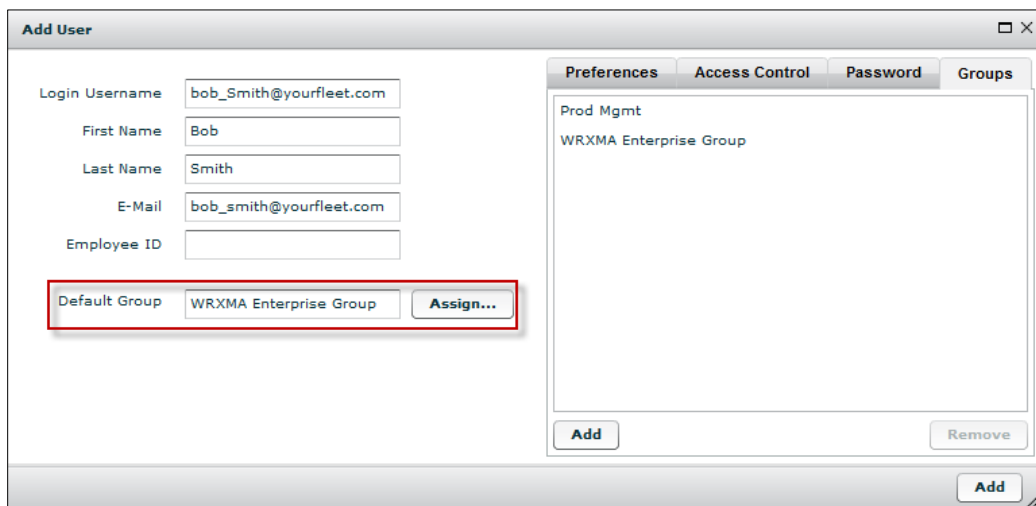 Add User
Login Username bob_Smith@yourfleet.com
First Name Bob
Last Name Smith
E-Mail bob_smith@yourfleet.com
Employee ID
Default Group WRXMA Enterprise Group Assign...
Preferences Access Control Password Groups
Prod Mgmt
WRXMA Enterprise Group
Add Remove
Add